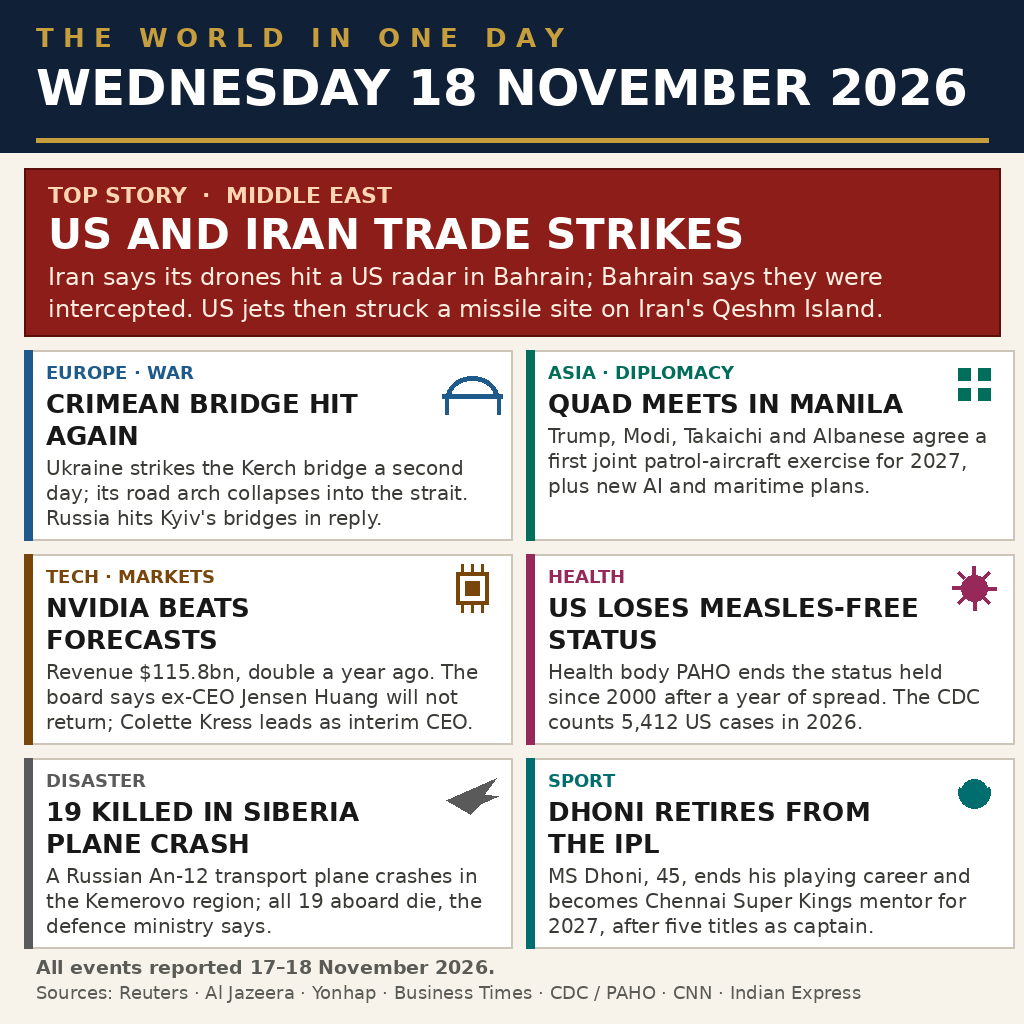 THE WORLD IN ONE DAY
WEDNESDAY 18 NOVEMBER 2026
TOP STORY · MIDDLE EAST
US AND IRAN TRADE STRIKES
Iran says its drones hit a US radar in Bahrain; Bahrain says they were
intercepted. US jets then struck a missile site on Iran's Qeshm Island.
EUROPE · WAR
CRIMEAN BRIDGE HIT
AGAIN
Ukraine strikes the Kerch bridge a second
day; its road arch collapses into the strait.
Russia hits Kyiv's bridges in reply.
ASIA · DIPLOMACY
QUAD MEETS IN MANILA
Trump, Modi, Takaichi and Albanese agree a
first joint patrol-aircraft exercise for 2027,
plus new AI and maritime plans.
TECH · MARKETS
NVIDIA BEATS
FORECASTS
Revenue $115.8bn, double a year ago. The
board says ex-CEO Jensen Huang will not
return; Colette Kress leads as interim CEO.
HEALTH
US LOSES MEASLES-FREE
STATUS
Health body PAHO ends the status held
since 2000 after a year of spread. The CDC
counts 5,412 US cases in 2026.
DISASTER
19 KILLED IN SIBERIA
PLANE CRASH
A Russian An-12 transport plane crashes in
the Kemerovo region; all 19 aboard die, the
defence ministry says.
SPORT
DHONI RETIRES FROM
THE IPL
MS Dhoni, 45, ends his playing career and
becomes Chennai Super Kings mentor for
2027, after five titles as captain.
All events reported 17–18 November 2026.
Sources: Reuters · Al Jazeera · Yonhap · Business Times · CDC / PAHO · CNN · Indian Express